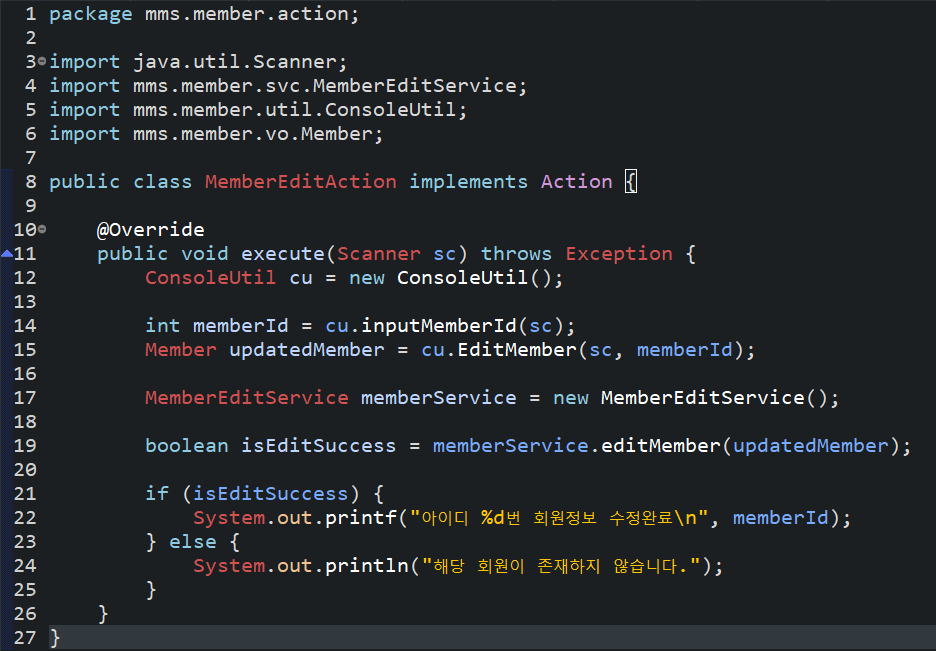 1 package mms.member.action;
2
3 import java.util.Scanner;
4 import mms.member.svc.MemberEditService;
5 import mms.member.util.ConsoleUtil;
6 import mms.member.vo.Member;
7
8 public class MemberEditAction implements Action {
9
10     @Override
11     public void execute(Scanner sc) throws Exception {
12         ConsoleUtil cu = new ConsoleUtil();
13
14         int memberId = cu.inputMemberId(sc);
15         Member updatedMember = cu.EditMember(sc, memberId);
16
17         MemberEditService memberService = new MemberEditService();
18
19         boolean isEditSuccess = memberService.editMember(updatedMember);
20
21         if (isEditSuccess) {
22             System.out.printf("아이디 %d번 회원정보 수정완료\n", memberId);
23         } else {
24             System.out.println("해당 회원이 존재하지 않습니다.");
25         }
26     }
27 }